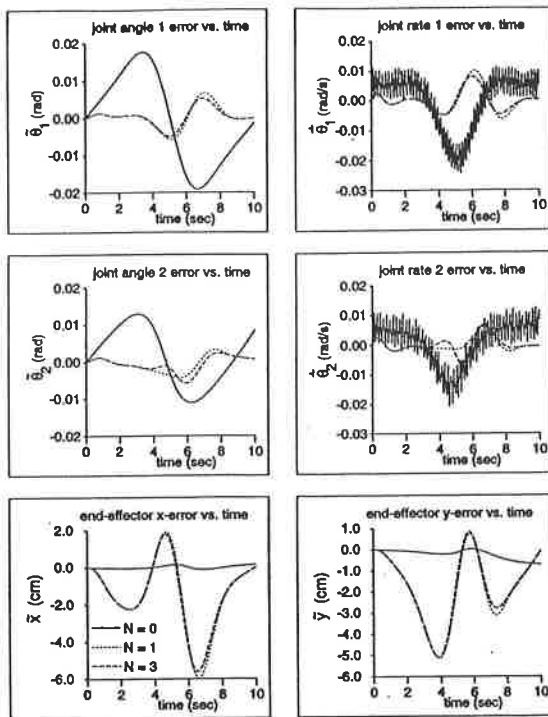 joint angle 1 error vs. time
0.02
0.01
0.00
-0.01
-0.02
θ̃₁ (rad)
0 2 4 6 8 10
time (sec)
joint rate 1 error vs. time
0.02
0.01
0.00
-0.01
-0.02
-0.03
θ̇₁ (rad/s)
0 2 4 6 8 10
time (sec)
joint angle 2 error vs. time
0.02
0.01
0.00
-0.01
-0.02
θ̃₂ (rad)
0 2 4 6 8 10
time (sec)
joint rate 2 error vs. time
0.02
0.01
0.00
-0.01
-0.02
-0.03
θ̇₂ (rad/s)
0 2 4 6 8 10
time (sec)
end-effector x-error vs. time
2.0
0.0
-2.0
-4.0
-6.0
x̃ (cm)
N = 0
N = 1
N = 3
0 2 4 6 8 10
time (sec)
end-effector y-error vs. time
1.0
0.0
-1.0
-2.0
-3.0
-4.0
-5.0
-6.0
ỹ (cm)
0 2 4 6 8 10
time (sec)